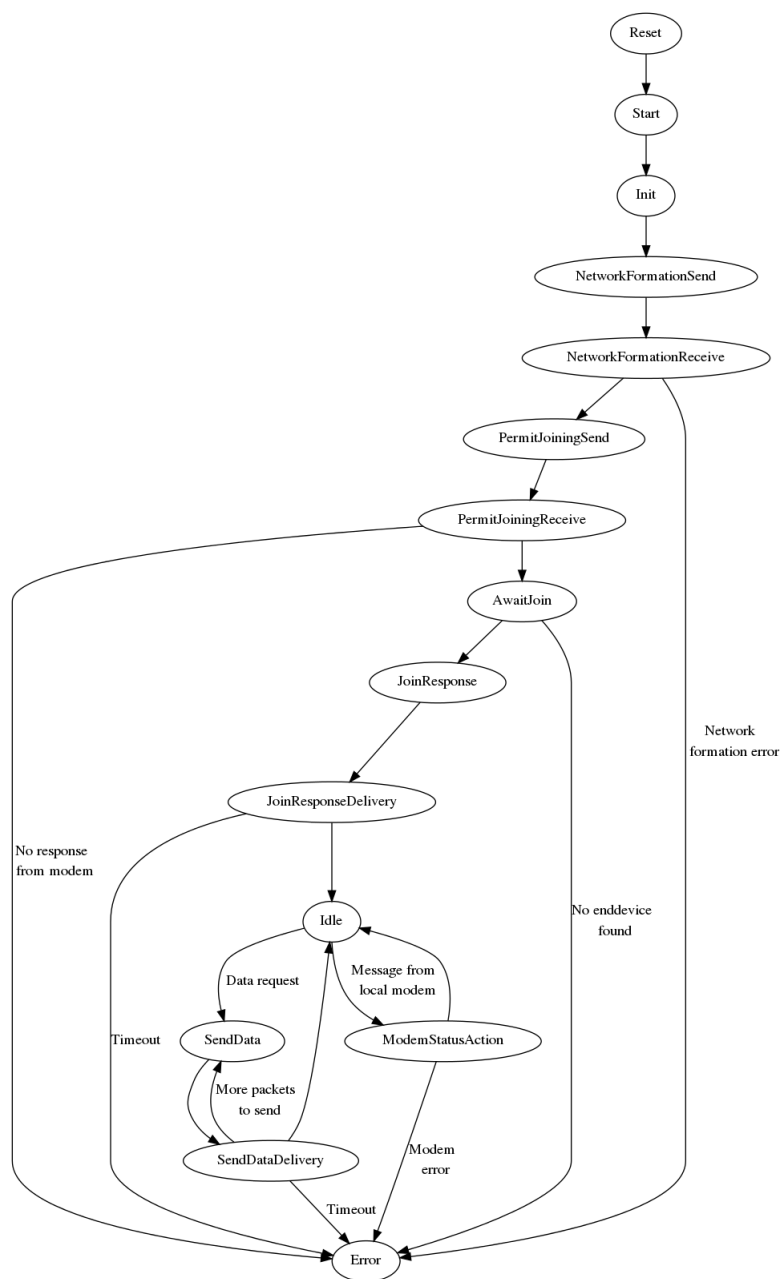 Reset
Start
Init
NetworkFormationSend
NetworkFormationReceive
PermitJoiningSend
PermitJoiningReceive
AwaitJoin
JoinResponse
Network
formation error
JoinResponseDelivery
No response
from modem
No enddevice
found
Idle
Data request
Message from
local modem
Timeout
SendData
ModemStatusAction
More packets
to send
SendDataDelivery
Modem
error
Timeout
Error